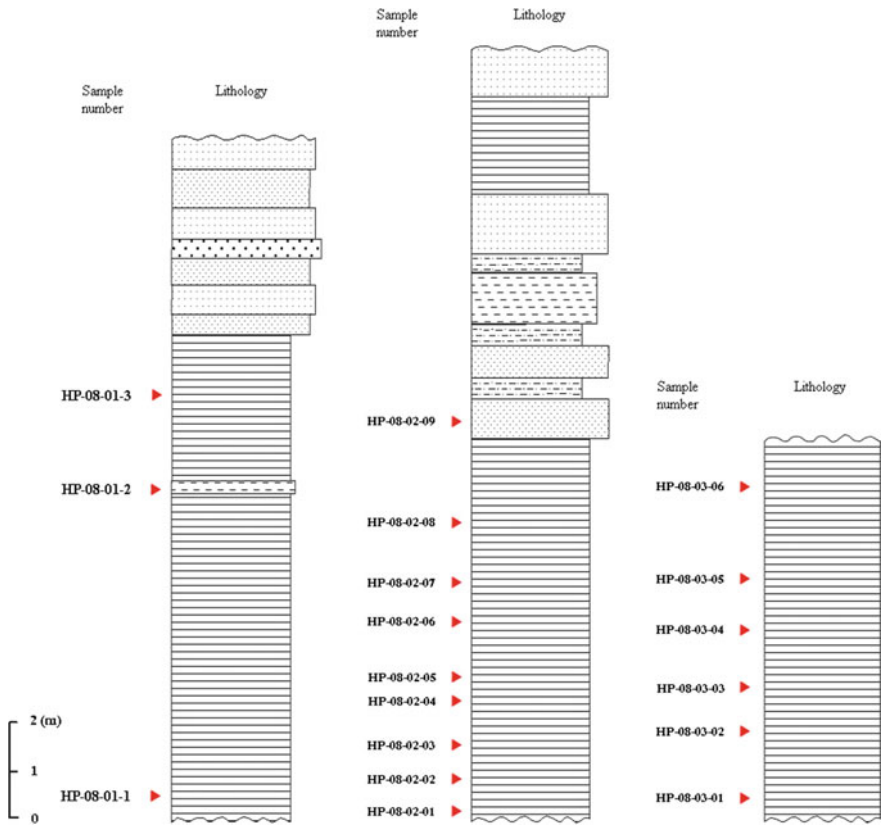 Sample
number
Lithology
HP-08-01-3
HP-08-01-2
HP-08-01-1
2 (m)
1
0
Sample
number
Lithology
HP-08-02-09
HP-08-02-08
HP-08-02-07
HP-08-02-06
HP-08-02-05
HP-08-02-04
HP-08-02-03
HP-08-02-02
HP-08-02-01
Sample
number
Lithology
HP-08-03-06
HP-08-03-05
HP-08-03-04
HP-08-03-03
HP-08-03-02
HP-08-03-01